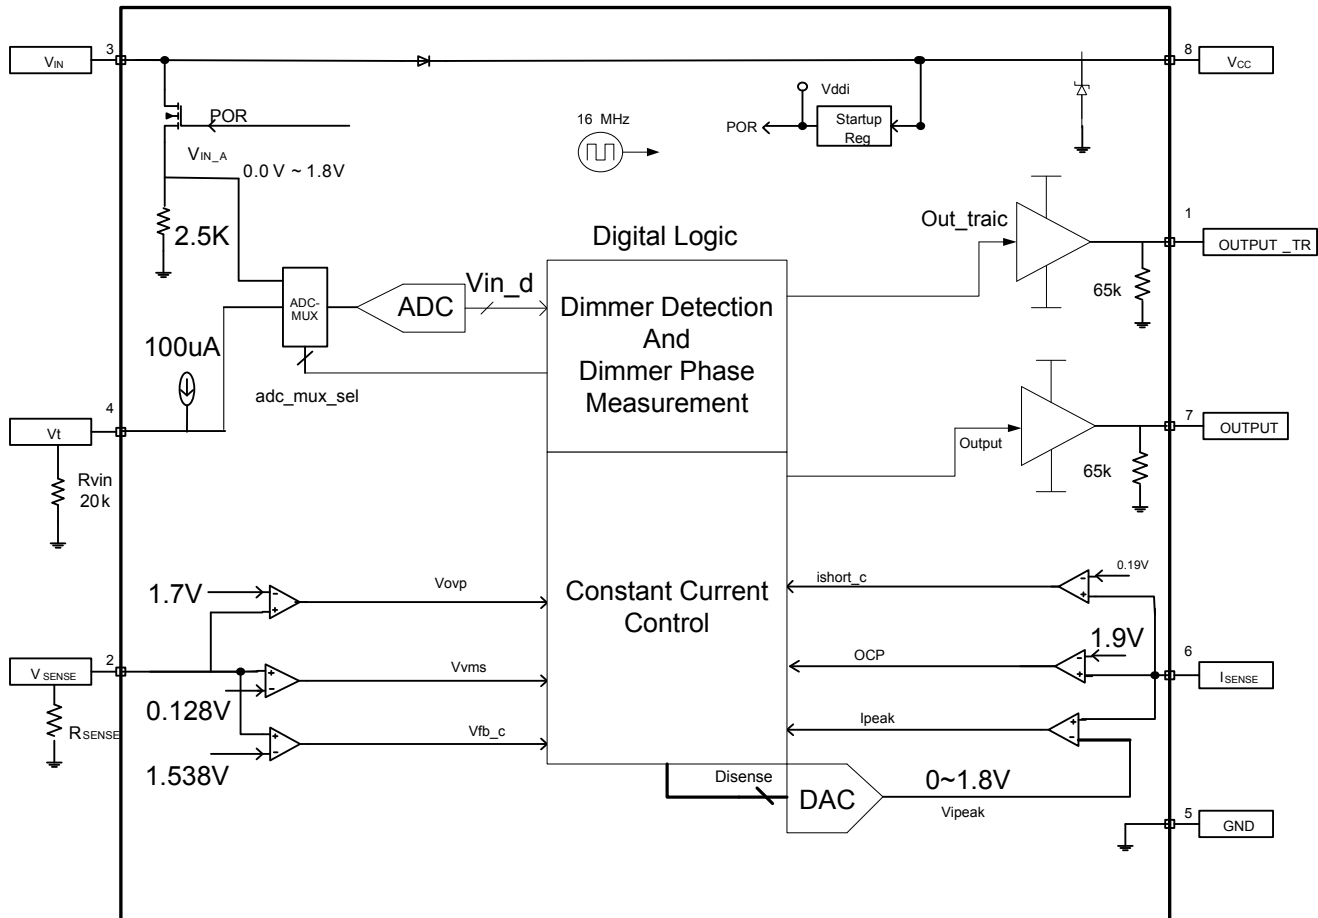 3
VIN
8
VCC
Vddi
POR
16 MHz
POR
Startup
Reg
VIN_A
0.0 V ~ 1.8V
2.5K
Digital Logic
Out_traic
1
OUTPUT _TR
65k
ADC-
MUX
ADC
Vin_d
Dimmer Detection
And
Dimmer Phase
Measurement
100uA
adc_mux_sel
4
Vt
Rvin
20k
7
OUTPUT
Output
65k
1.7V
Vovp
Constant Current
Control
ishort_c
0.19V
2
V SENSE
Vvms
OCP
1.9V
6
ISENSE
0.128V
RSENSE
Vfb_c
Ipeak
1.538V
Disense
DAC
0~1.8V
Vipeak
5
GND
- + + - + - - + - + + -